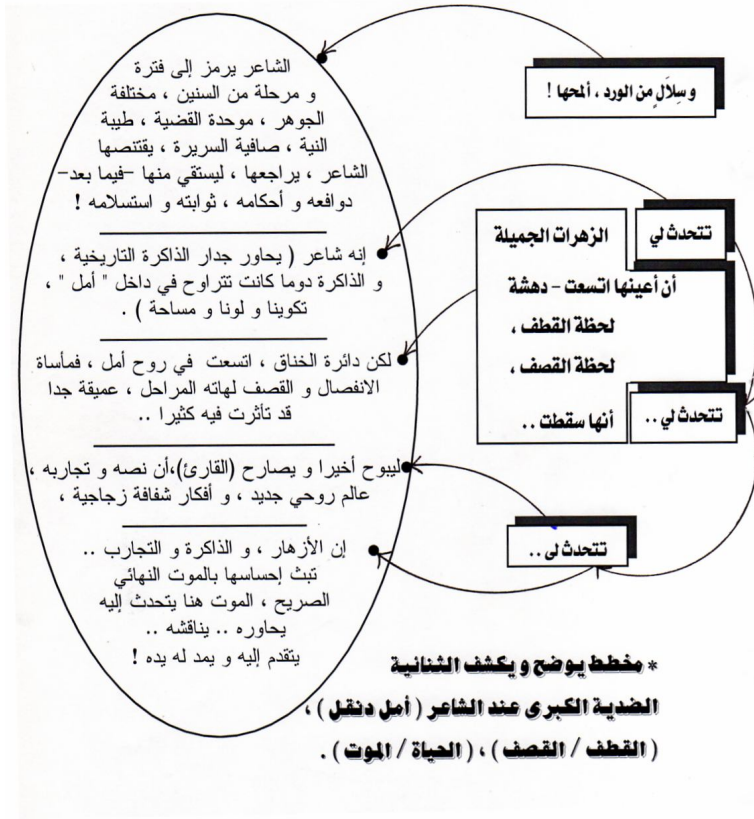 و سِلَالٍ من الورد ، ألمحها !
تتحدث لي
الزهرات الجميلة
أن أعينها اتسعت - دهشة
لحظة القطف ،
لحظة القصف ،
تتحدث لي ..
أنها سقطت ..
تتحدث لى ..
الشاعر يرمز إلى فترة
و مرحلة من السنين ، مختلفة
الجوهر ، موحدة القضية ، طيبة
النية ، صافية السريرة ، يقتنصها
الشاعر ، يراجعها ، ليستقي منها -فيما بعد-
دوافعه و أحكامه ، ثوابته و استسلامه !
إنه شاعر ( يحاور جدار الذاكرة التاريخية ،
و الذاكرة دوما كانت تتراوح في داخل " أمل " ،
تكوينا و لونا و مساحة ) .
لكن دائرة الخناق ، اتسعت في روح أمل ، فمأساة
الانفصال و القصف لهاته المراحل ، عميقة جدا
قد تأثرت فيه كثيرا ..
ليبوح أخيرا و يصارح (القارئ)،أن نصه و تجاربه ،
عالم روحي جديد ، و أفكار شفافة زجاجية ،
إن الأزهار ، و الذاكرة و التجارب ..
تبث إحساسها بالموت النهائي
الصريح ، الموت هنا يتحدث إليه
يحاوره .. يناقشه ..
يتقدم إليه و يمد له يده !
* مخطط يوضح و يكشف الثنائية
الضدية الكبرى عند الشاعر ( أمل دنقل ) ،
( القطف / القصف ) ، ( الحياة / الموت ) .